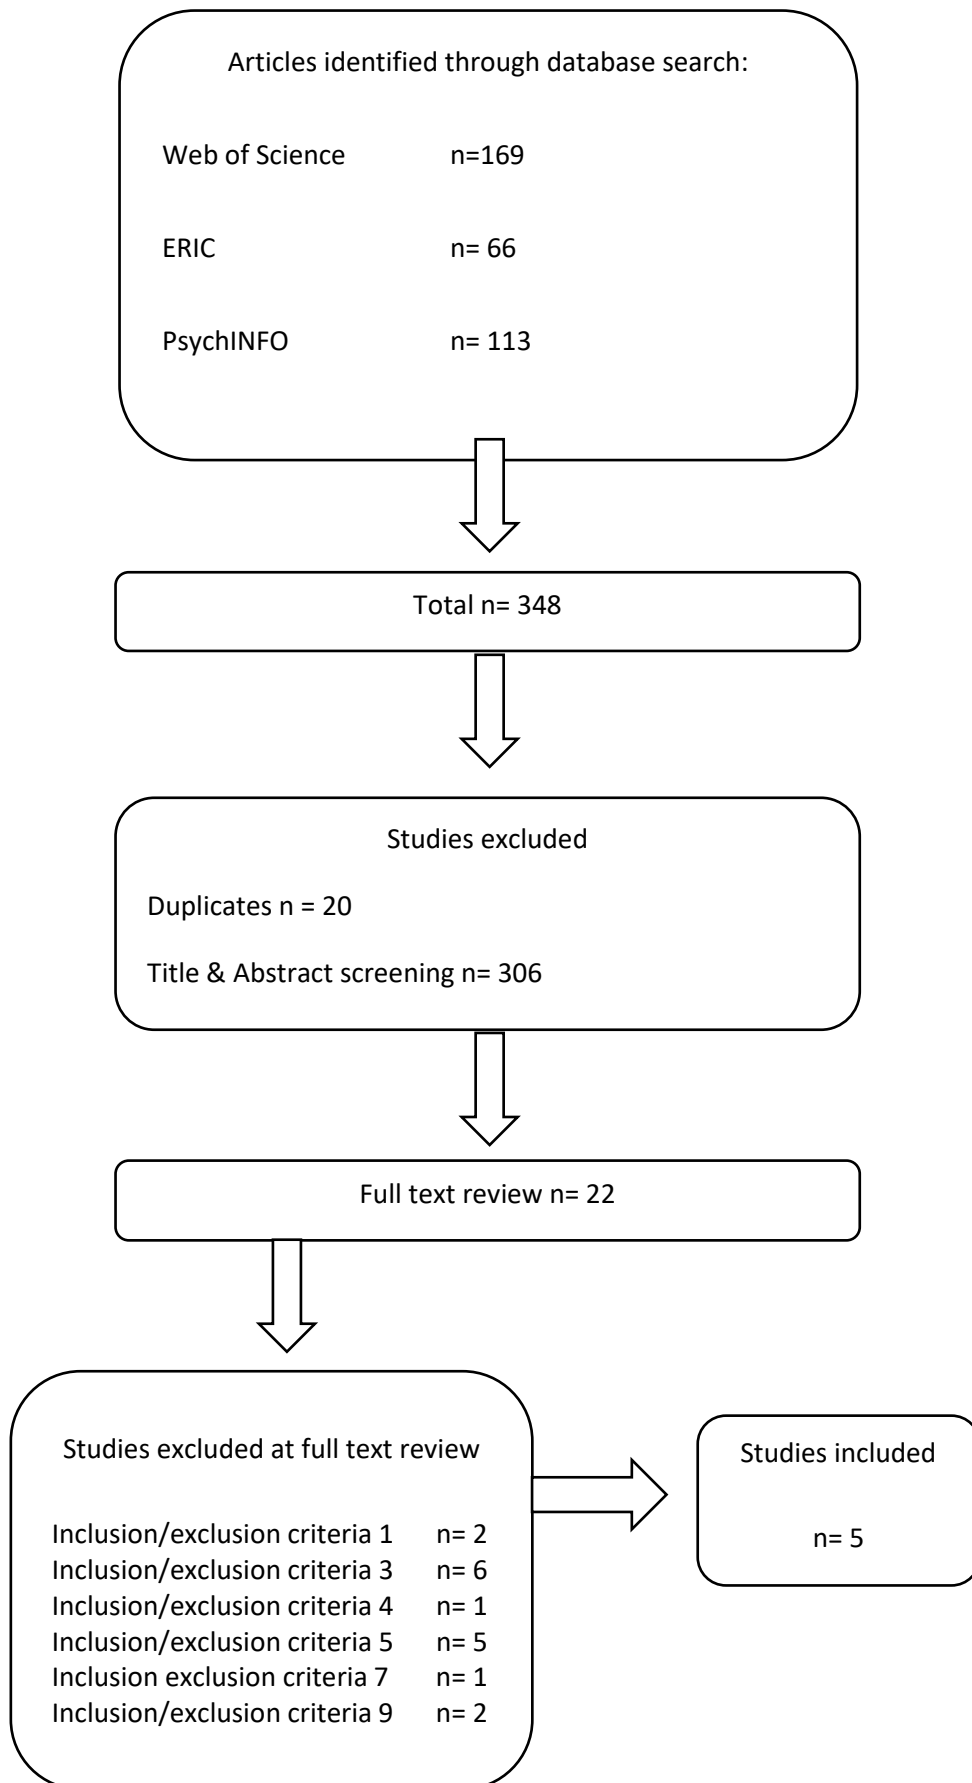 Articles identified through database search:
Web of Science n=169
ERIC n= 66
PsychINFO n= 113
Total n= 348
Studies excluded
Duplicates n = 20
Title & Abstract screening n= 306
Full text review n= 22
Studies excluded at full text review
Inclusion/exclusion criteria 1 n= 2
Inclusion/exclusion criteria 3 n= 6
Inclusion/exclusion criteria 4 n= 1
Inclusion/exclusion criteria 5 n= 5
Inclusion exclusion criteria 7 n= 1
Inclusion/exclusion criteria 9 n= 2
Studies included
n= 5